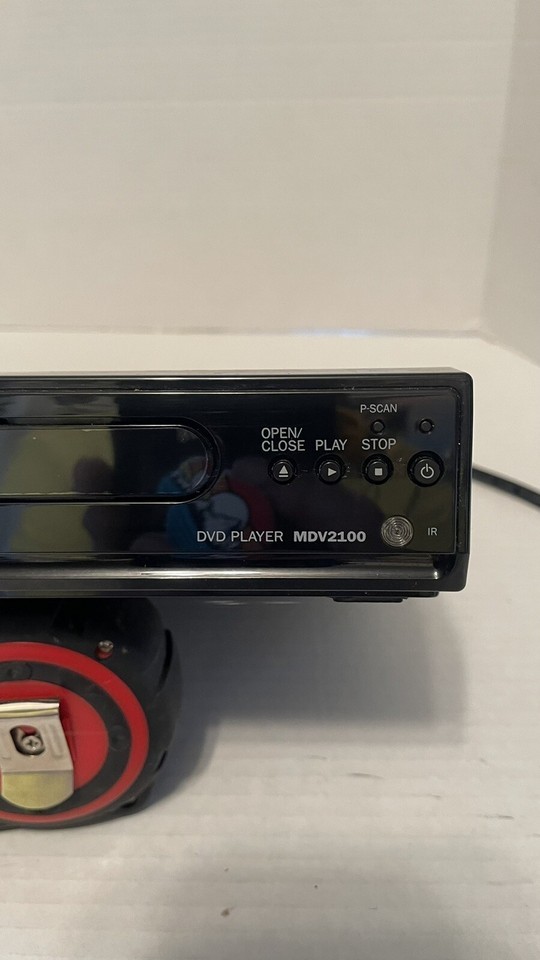 P-SCAN
OPEN/
CLOSE PLAY STOP
DVD PLAYER MDV2100
IR